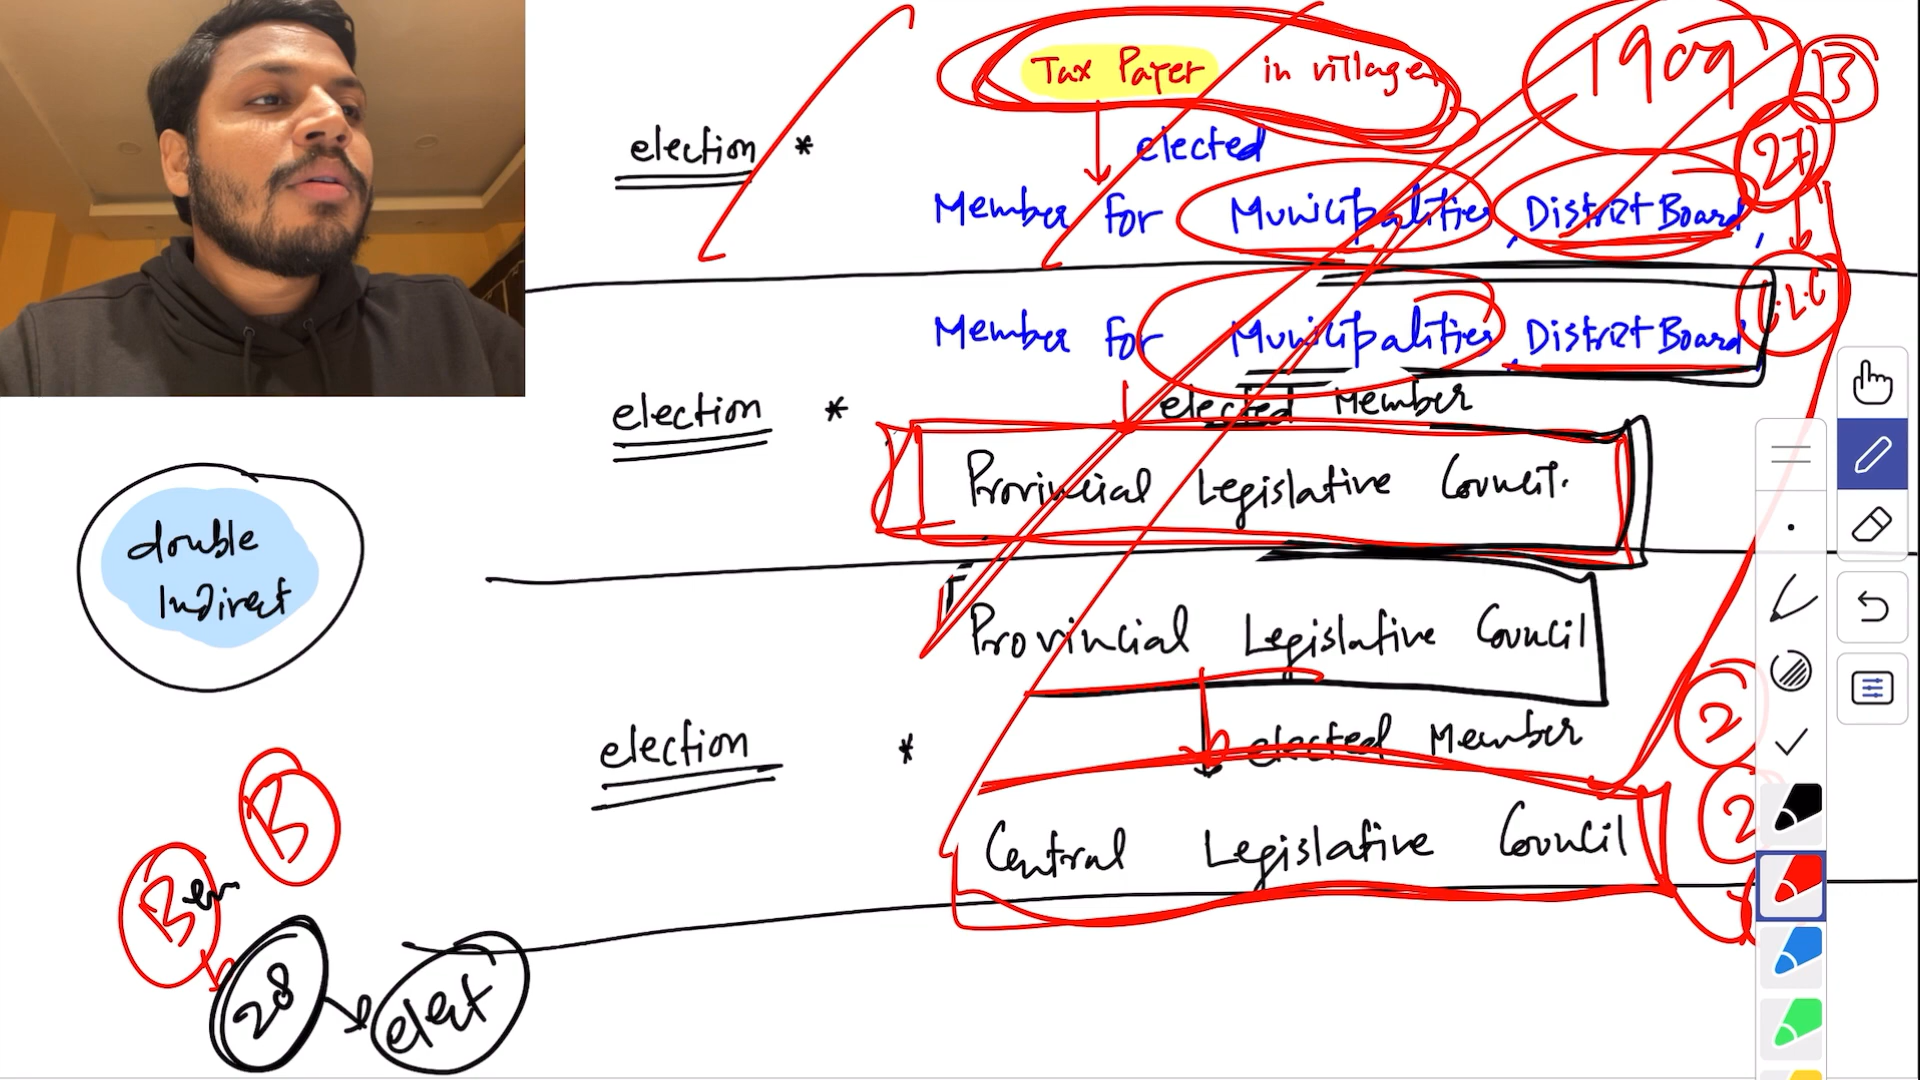 Tax Payer in villages 1909 13
election * elected 27
Member for Municipalities, District Board,
Member for Municipalities, District Board, C.L.C
election * elected Member
Provincial Legislative Council.
double
Indirect
Provincial Legislative Council
2
election * elected Member
B 2
Central Legislative Council
Ben
28 elect